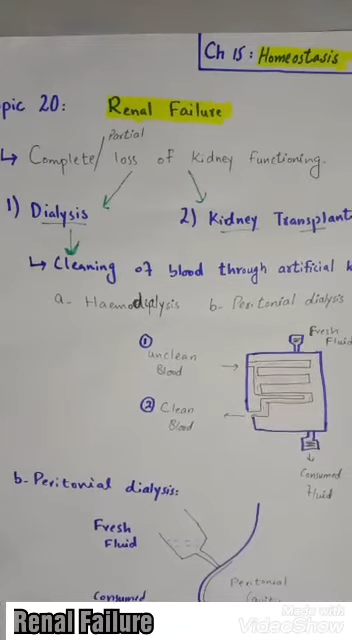 Ch 15: Homeostasis
opic 20: Renal Failure
Partial
↳ Complete/ loss of kidney functioning.
1) Dialysis
2) Kidney Transplant
↳ Cleaning of blood through artificial k
a- Haemodialysis b- Peritonial dialysis
Fresh
Fluid
① Unclean
Blood
② Clean
Blood
Consumed
Fluid
b- Peritonial dialysis:
Fresh
Fluid
Peritonial
Cavity
Consumed
Renal Failure
Made with
VideoShow